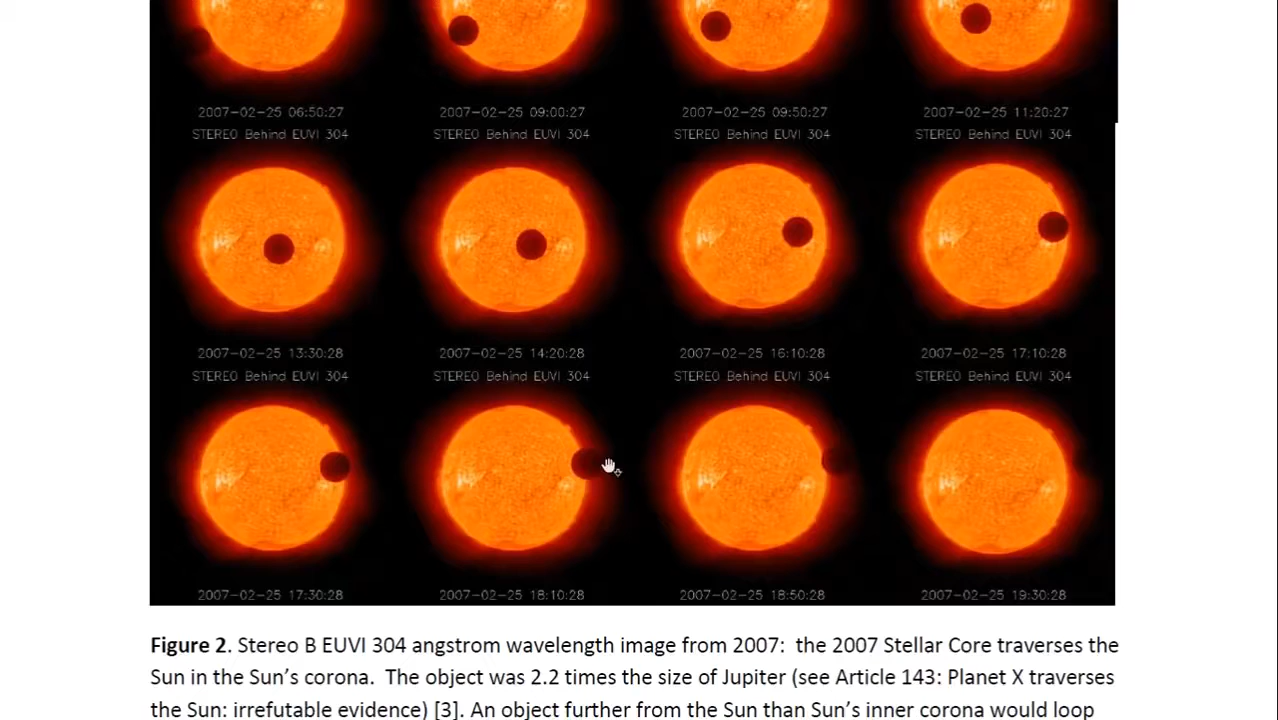 2007-02-25 06:50:27 2007-02-25 09:00:27 2007-02-25 09:50:27 2007-02-25 11:20:27
STEREO Behind EUVI 304 STEREO Behind EUVI 304 STEREO Behind EUVI 304 STEREO Behind EUVI 304
2007-02-25 13:30:28 2007-02-25 14:20:28 2007-02-25 16:10:28 2007-02-25 17:10:28
STEREO Behind EUVI 304 STEREO Behind EUVI 304 STEREO Behind EUVI 304 STEREO Behind EUVI 304
2007-02-25 17:30:28 2007-02-25 18:10:28 2007-02-25 18:50:28 2007-02-25 19:30:28
Figure 2. Stereo B EUVI 304 angstrom wavelength image from 2007: the 2007 Stellar Core traverses the
Sun in the Sun's corona. The object was 2.2 times the size of Jupiter (see Article 143: Planet X traverses
the Sun: irrefutable evidence) [3]. An object further from the Sun than Sun's inner corona would loop